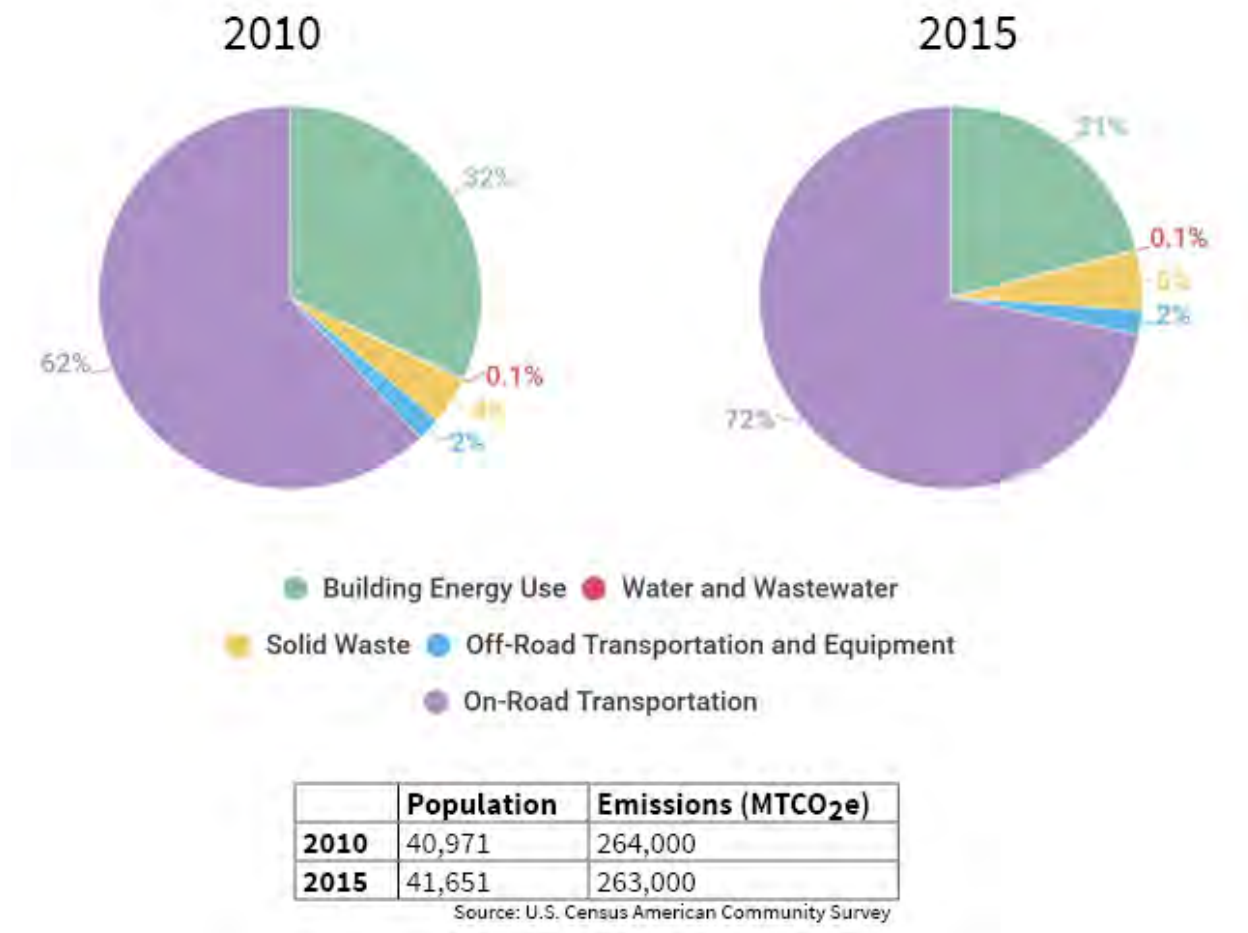 2010
2015
32%
0.1%
4%
2%
62%
21%
0.1%
2%
72%
Building Energy Use
Water and Wastewater
Solid Waste
Off-Road Transportation and Equipment
On-Road Transportation
Population Emissions (MTCO2e)
2010 40,971 264,000
2015 41,651 263,000
Source: U.S. Census American Community Survey